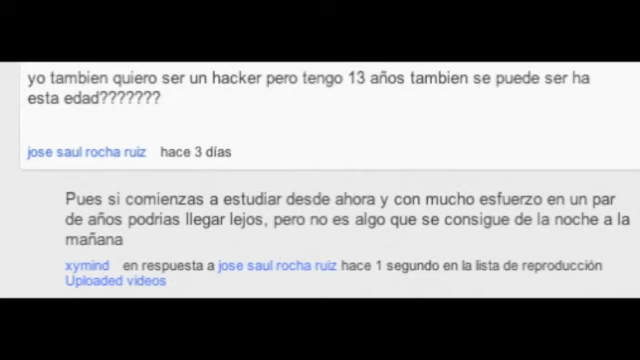 yo tambien quiero ser un hacker pero tengo 13 años tambien se puede ser ha
esta edad???????
jose saul rocha ruiz hace 3 días
Pues si comienzas a estudiar desde ahora y con mucho esfuerzo en un par
de años podrias llegar lejos, pero no es algo que se consigue de la noche a la
mañana
xymind en respuesta a jose saul rocha ruiz hace 1 segundo en la lista de reproducción
Uploaded videos